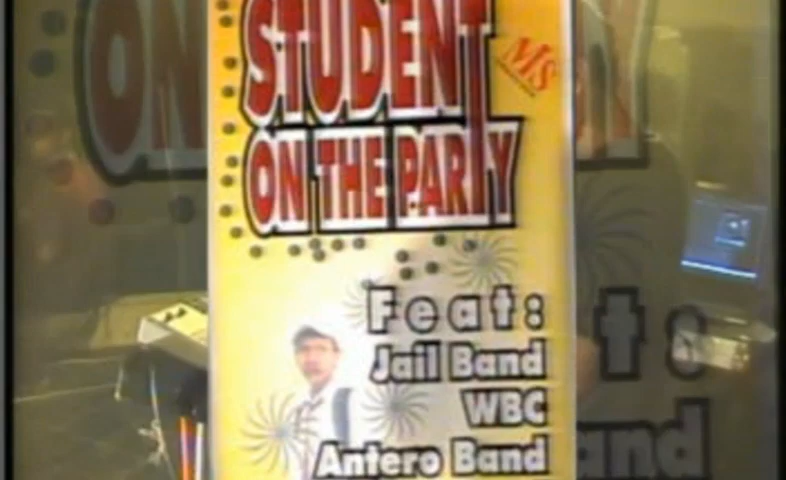 STUDENT
MS
ON THE PARTY
Feat:
Jail Band
WBC
Antero Band